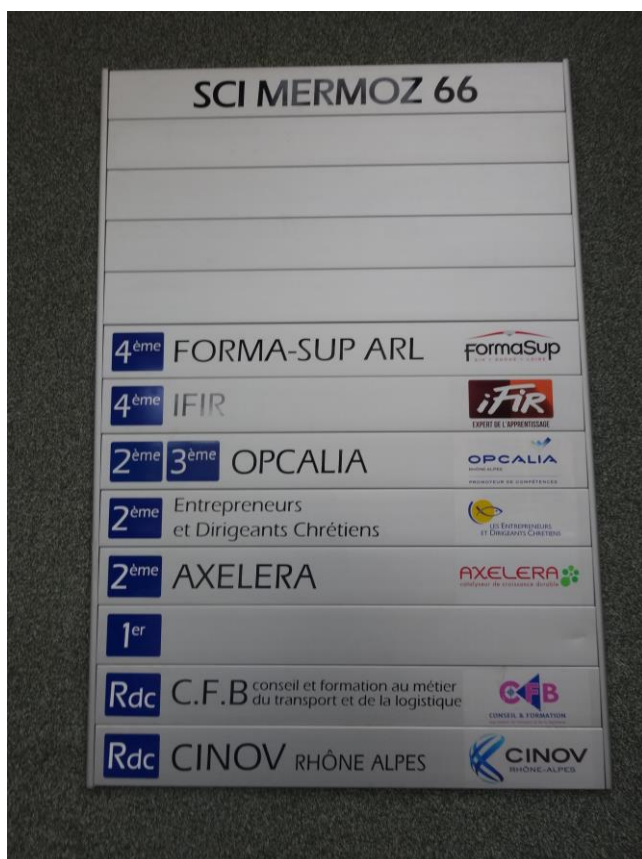 SCI MERMOZ 66
4ème FORMA-SUP ARL FormaSup
AIN • RHÔNE • LOIRE
4ème IFIR iFiR
EXPERT DE L'APPRENTISSAGE
2ème 3ème OPCALIA OPCALIA
RHÔNE-ALPES
PROMOTEUR DE COMPÉTENCES
2ème Entrepreneurs
et Dirigeants Chrétiens
LES ENTREPRENEURS
ET DIRIGEANTS CHRÉTIENS
2ème AXELERA AXELERA
catalyseur de croissance durable
1er
Rdc C.F.B conseil et formation au métier
du transport et de la logistique
CFB
CONSEIL & FORMATION
Rdc CINOV RHÔNE ALPES CINOV
RHÔNE-ALPES